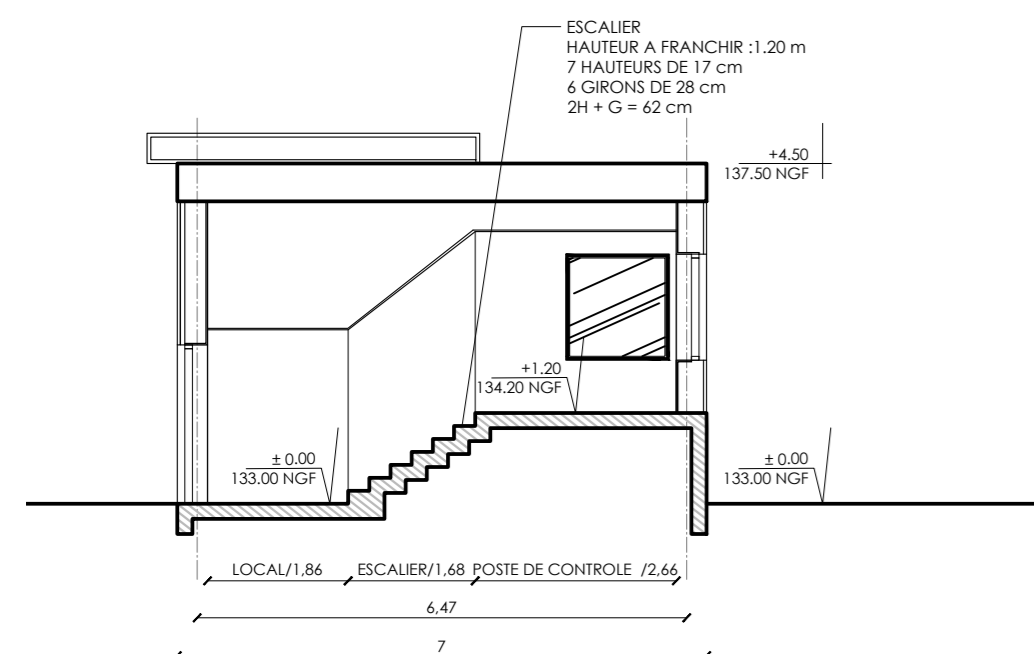 ESCALIER
HAUTEUR A FRANCHIR :1.20 m
7 HAUTEURS DE 17 cm
6 GIRONS DE 28 cm
2H + G = 62 cm
+4.50
137.50 NGF
+1.20
134.20 NGF
± 0.00
133.00 NGF
± 0.00
133.00 NGF
LOCAL/1,86 ESCALIER/1,68 POSTE DE CONTROLE /2,66
6,47
7